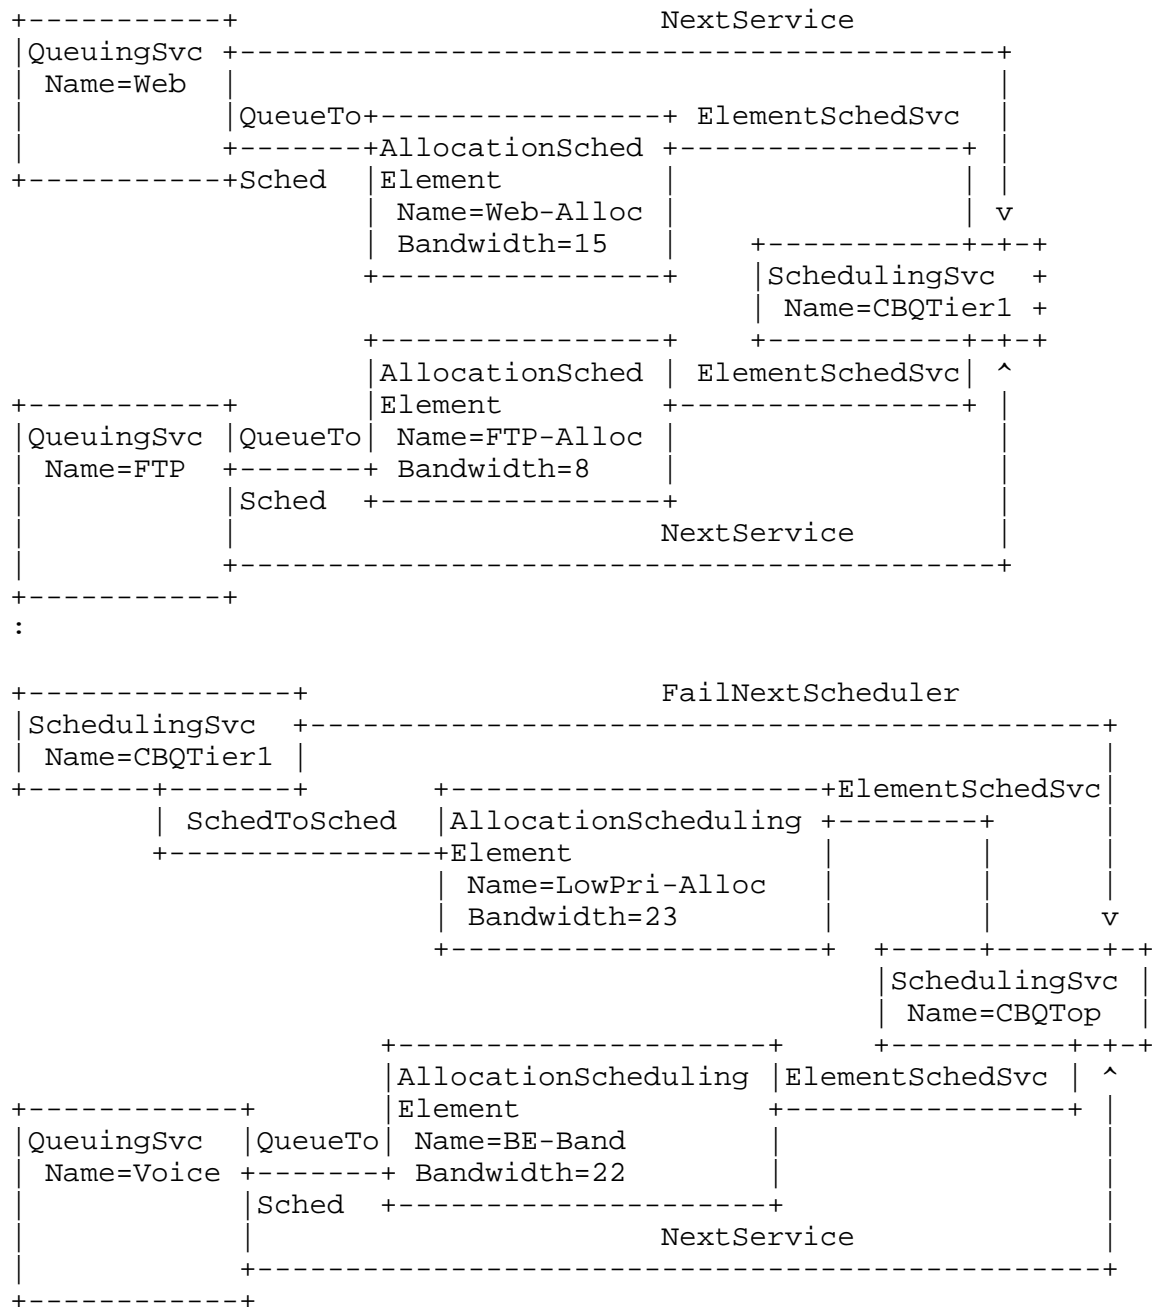 NextService
QueuingSvc
Name=Web
QueueTo ElementSchedSvc
AllocationSched
Sched Element
Name=Web-Alloc v
Bandwidth=15
SchedulingSvc
Name=CBQTier1
AllocationSched ElementSchedSvc ^
Element
QueuingSvc QueueTo Name=FTP-Alloc
Name=FTP Bandwidth=8
Sched
NextService
:
FailNextScheduler
SchedulingSvc
Name=CBQTier1
ElementSchedSvc
SchedToSched AllocationScheduling
Element
Name=LowPri-Alloc
Bandwidth=23 v
SchedulingSvc
Name=CBQTop
AllocationScheduling ElementSchedSvc ^
Element
QueuingSvc QueueTo Name=BE-Band
Name=Voice Bandwidth=22
Sched
NextService